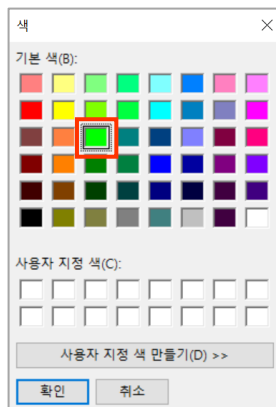 색
기본 색(B):
사용자 지정 색(C):
사용자 지정 색 만들기(D) >>
확인
취소